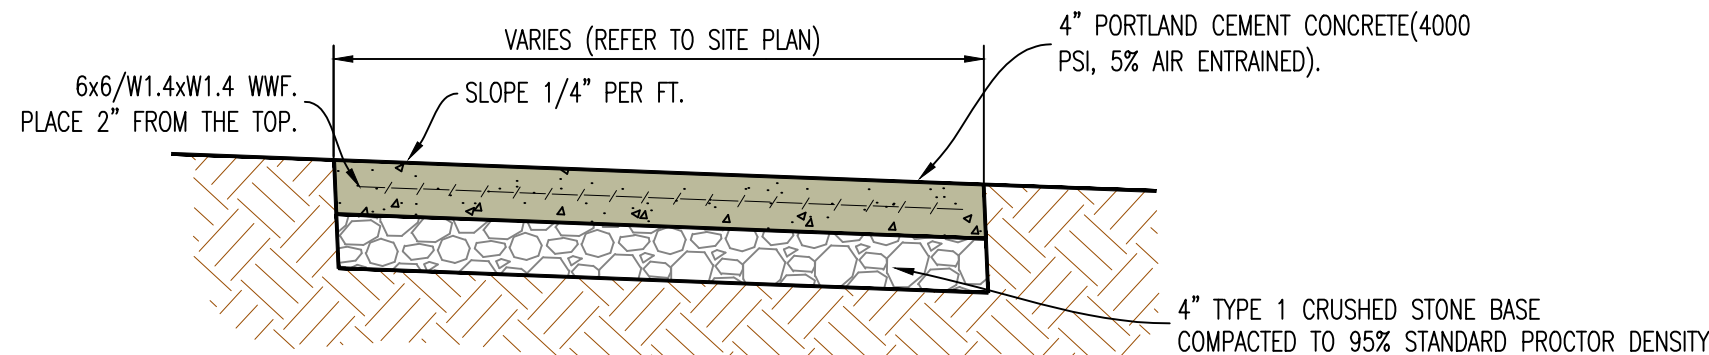 VARIES (REFER TO SITE PLAN)
4" PORTLAND CEMENT CONCRETE(4000
PSI, 5% AIR ENTRAINED).
6x6/W1.4xW1.4 WWF.
PLACE 2" FROM THE TOP.
SLOPE 1/4" PER FT.
4" TYPE 1 CRUSHED STONE BASE
COMPACTED TO 95% STANDARD PROCTOR DENSITY